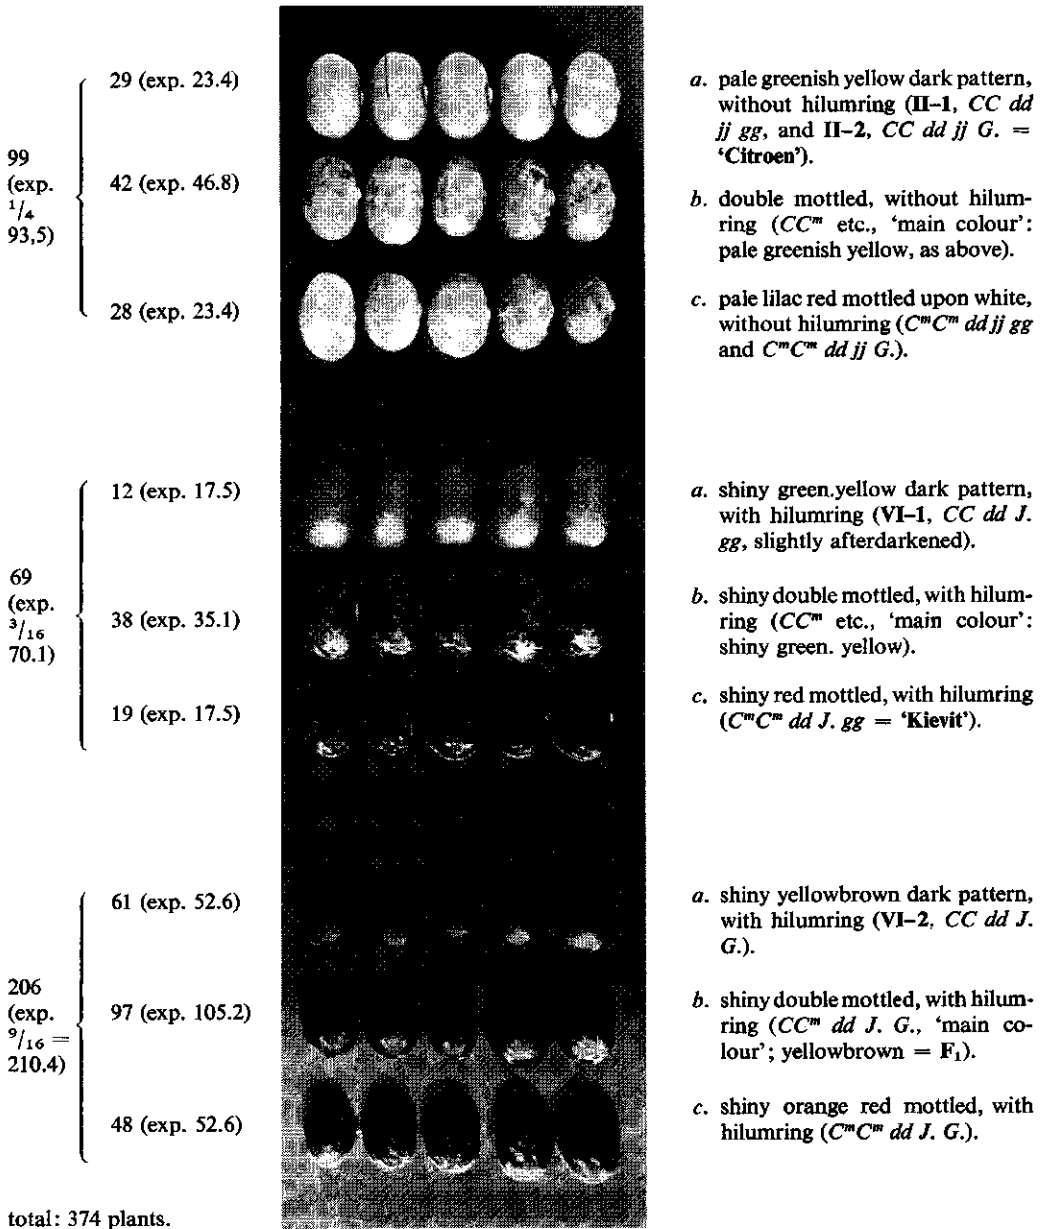 29 (exp. 23.4)
a. pale greenish yellow dark pattern,
without hilumring (II–1, CC dd
jj gg, and II–2, CC dd jj G. =
‘Citroen’).
99
(exp.
1/4
93,5)
42 (exp. 46.8)
b. double mottled, without hilum-
ring (CCᵐ etc., ‘main colour’:
pale greenish yellow, as above).
28 (exp. 23.4)
c. pale lilac red mottled upon white,
without hilumring (CᵐCᵐ dd jj gg
and CᵐCᵐ dd jj G.).
12 (exp. 17.5)
a. shiny green.yellow dark pattern,
with hilumring (VI–1, CC dd J.
gg, slightly afterdarkened).
69
(exp.
3/16
70.1)
38 (exp. 35.1)
b. shiny double mottled, with hilum-
ring (CCᵐ etc., ‘main colour’:
shiny green. yellow).
19 (exp. 17.5)
c. shiny red mottled, with hilumring
(CᵐCᵐ dd J. gg = ‘Kievit’).
61 (exp. 52.6)
a. shiny yellowbrown dark pattern,
with hilumring (VI–2, CC dd J.
G.).
206
(exp.
9/16 =
210.4)
97 (exp. 105.2)
b. shiny double mottled, with hilum-
ring (CCᵐ dd J. G., ‘main co-
lour’; yellowbrown = F₁).
48 (exp. 52.6)
c. shiny orange red mottled, with
hilumring (CᵐCᵐ dd J. G.).
total: 374 plants.